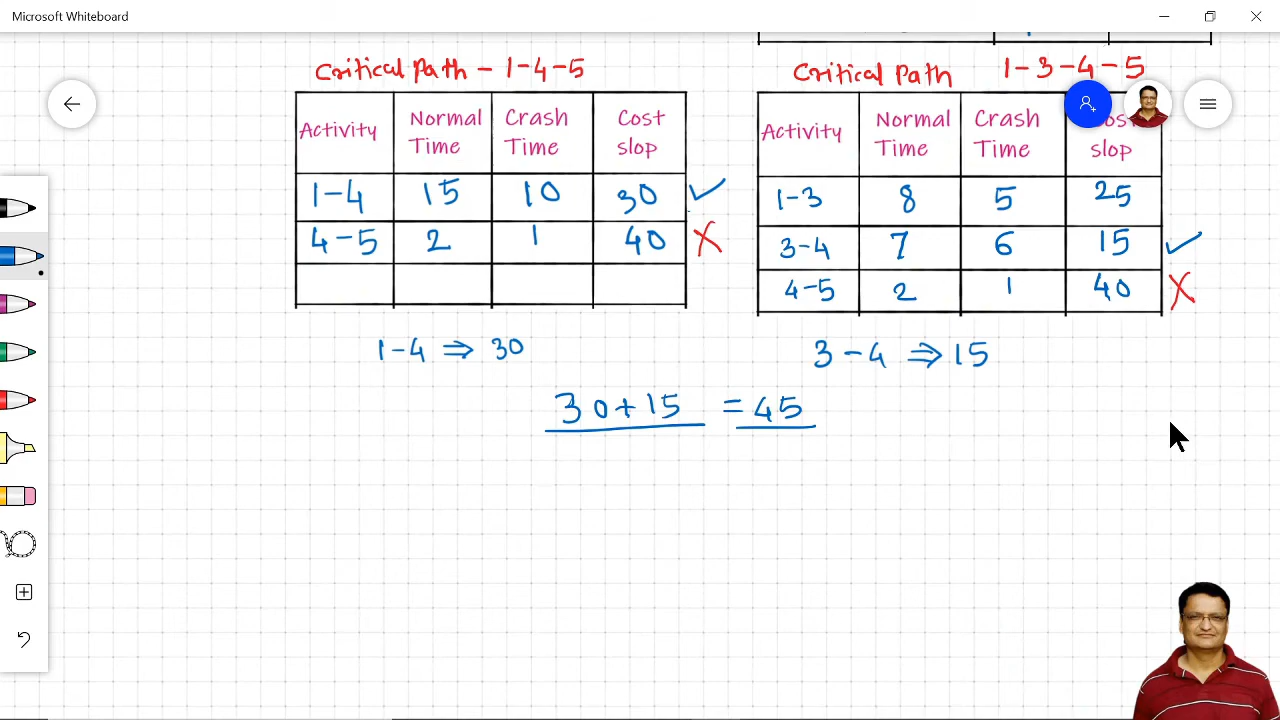 Microsoft Whiteboard
Critical Path - 1-4-5
Activity Normal Time Crash Time Cost slop
1-4 15 10 30 ✓
4-5 2 1 40 X
Critical Path 1-3-4-5
Activity Normal Time Crash Time Cost slop
1-3 8 5 25
3-4 7 6 15 ✓
4-5 2 1 40 X
1-4 ⇒ 30
3-4 ⇒ 15
30+15 = 45